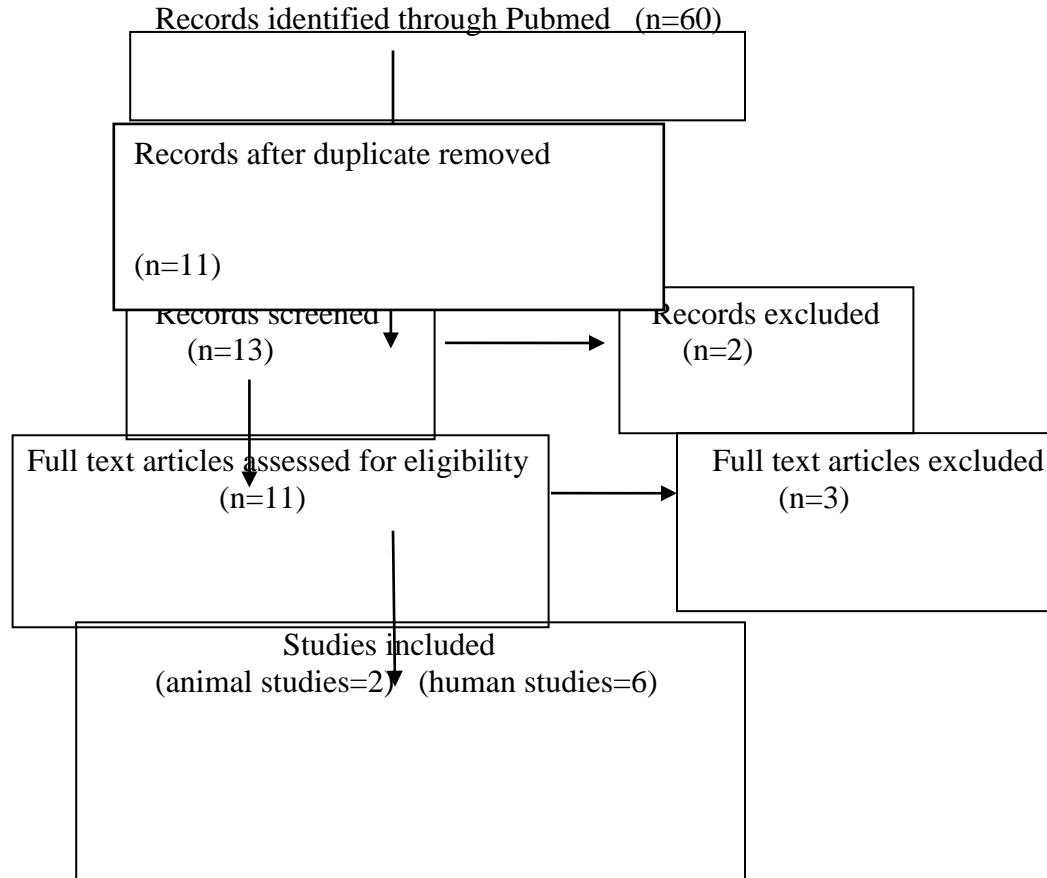 Records identified through Pubmed (n=60)
Records after duplicate removed
(n=11)
Records screened
(n=13)
Records excluded
(n=2)
Full text articles assessed for eligibility
(n=11)
Full text articles excluded
(n=3)
Studies included
(animal studies=2) (human studies=6)